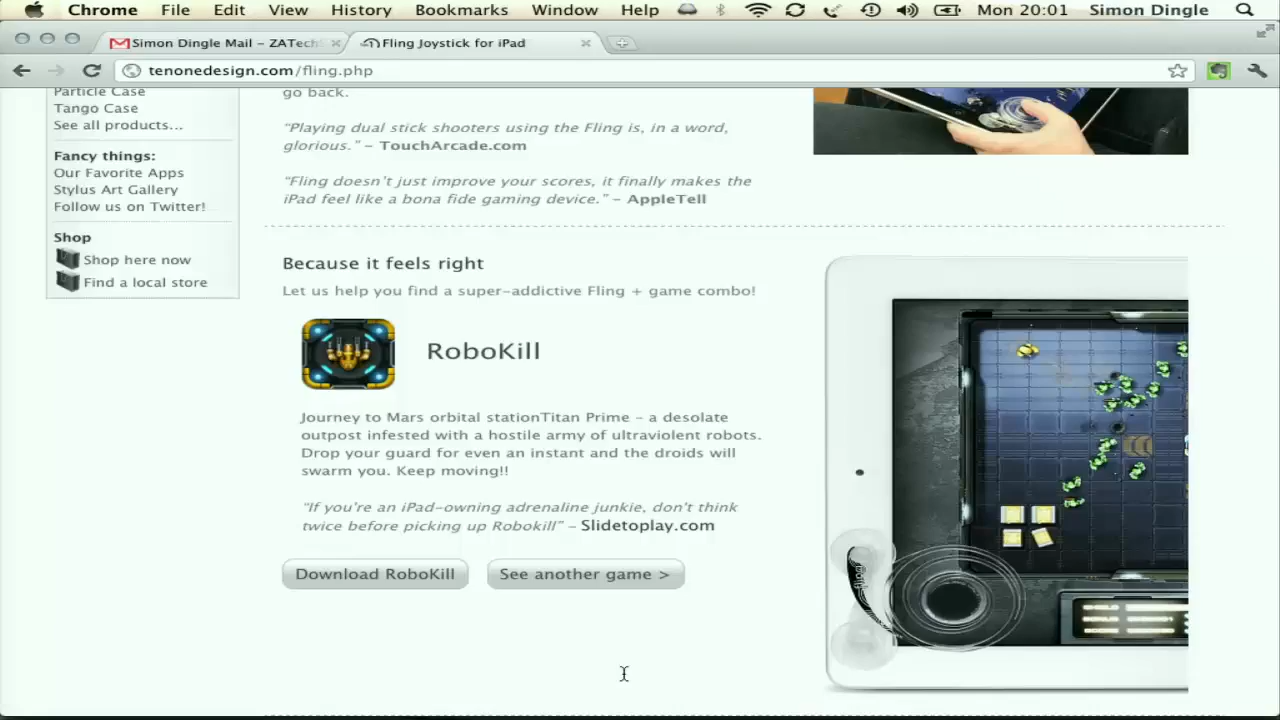 Chrome File Edit View History Bookmarks Window Help Mon 20:01 Simon Dingle
Simon Dingle Mail – ZATech
Fling Joystick for iPad
tenonedesign.com/fling.php
Particle Case
Tango Case
See all products...
Fancy things:
Our Favorite Apps
Stylus Art Gallery
Follow us on Twitter!
Shop
Shop here now
Find a local store
go back.
“Playing dual stick shooters using the Fling is, in a word,
glorious.” – TouchArcade.com
“Fling doesn’t just improve your scores, it finally makes the
iPad feel like a bona fide gaming device.” – AppleTell
Because it feels right
Let us help you find a super-addictive Fling + game combo!
RoboKill
Journey to Mars orbital stationTitan Prime – a desolate
outpost infested with a hostile army of ultraviolent robots.
Drop your guard for even an instant and the droids will
swarm you. Keep moving!!
“If you’re an iPad-owning adrenaline junkie, don’t think
twice before picking up Robokill” – Slidetoplay.com
Download RoboKill
See another game >
fling